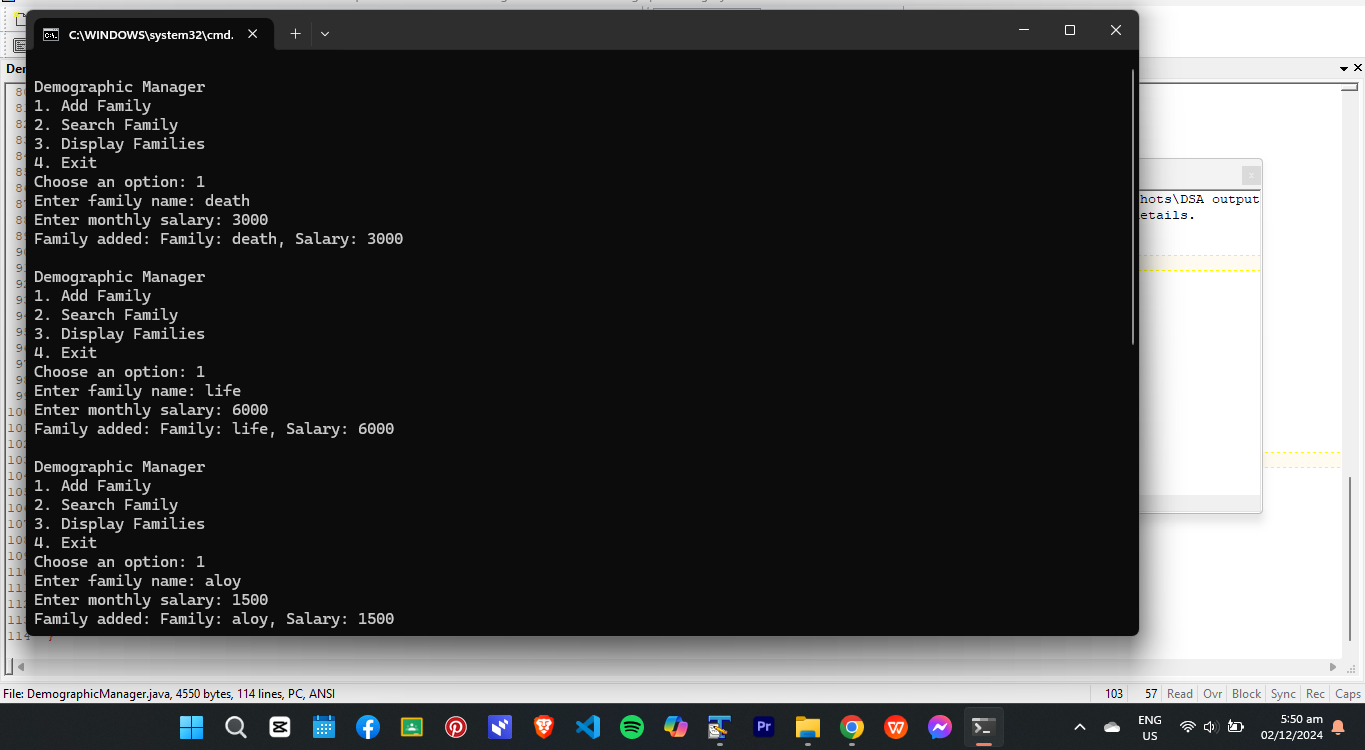 C:\WINDOWS\system32\cmd.
Demographic Manager
1. Add Family
2. Search Family
3. Display Families
4. Exit
Choose an option: 1
Enter family name: death
Enter monthly salary: 3000
Family added: Family: death, Salary: 3000
Demographic Manager
1. Add Family
2. Search Family
3. Display Families
4. Exit
Choose an option: 1
Enter family name: life
Enter monthly salary: 6000
Family added: Family: life, Salary: 6000
Demographic Manager
1. Add Family
2. Search Family
3. Display Families
4. Exit
Choose an option: 1
Enter family name: aloy
Enter monthly salary: 1500
Family added: Family: aloy, Salary: 1500
hots\DSA output
etails.
114 }
File: DemographicManager.java, 4550 bytes, 114 lines, PC, ANSI
103 57 Read Ovr Block Sync Rec Caps
Pr
ENG
US
5:50 am
02/12/2024